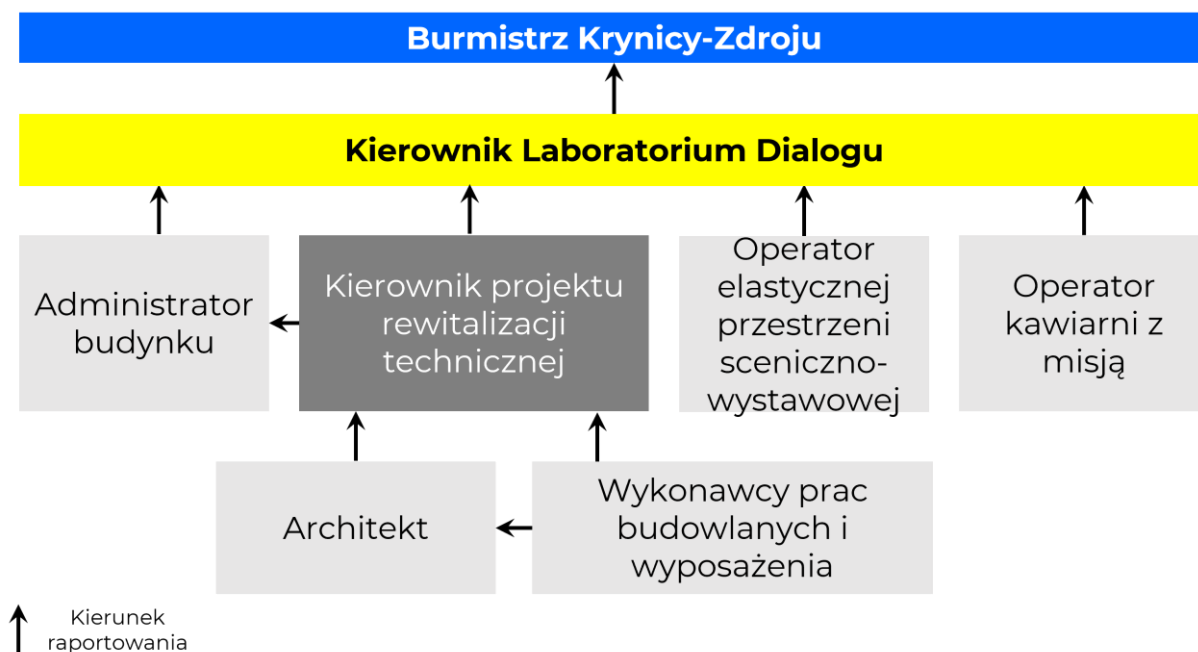 Burmistrz Krynicy-Zdroju
Kierownik Laboratorium Dialogu
Administrator
budynku
Kierownik projektu
rewitalizacji
technicznej
Operator
elastycznej
przestrzeni
sceniczno-
wystawowej
Operator
kawiarni z
misją
Architekt
Wykonawcy prac
budowlanych i
wyposażenia
Kierunek
raportowania